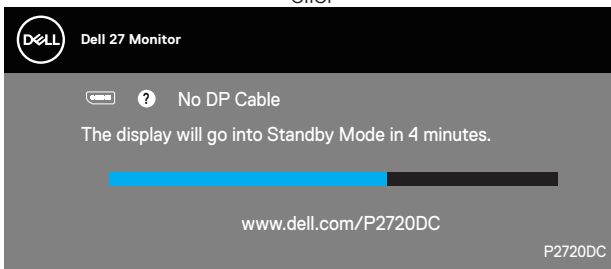 DELL
Dell 27 Monitor
? No DP Cable
The display will go into Standby Mode in 4 minutes.
www.dell.com/P2720DC
P2720DC